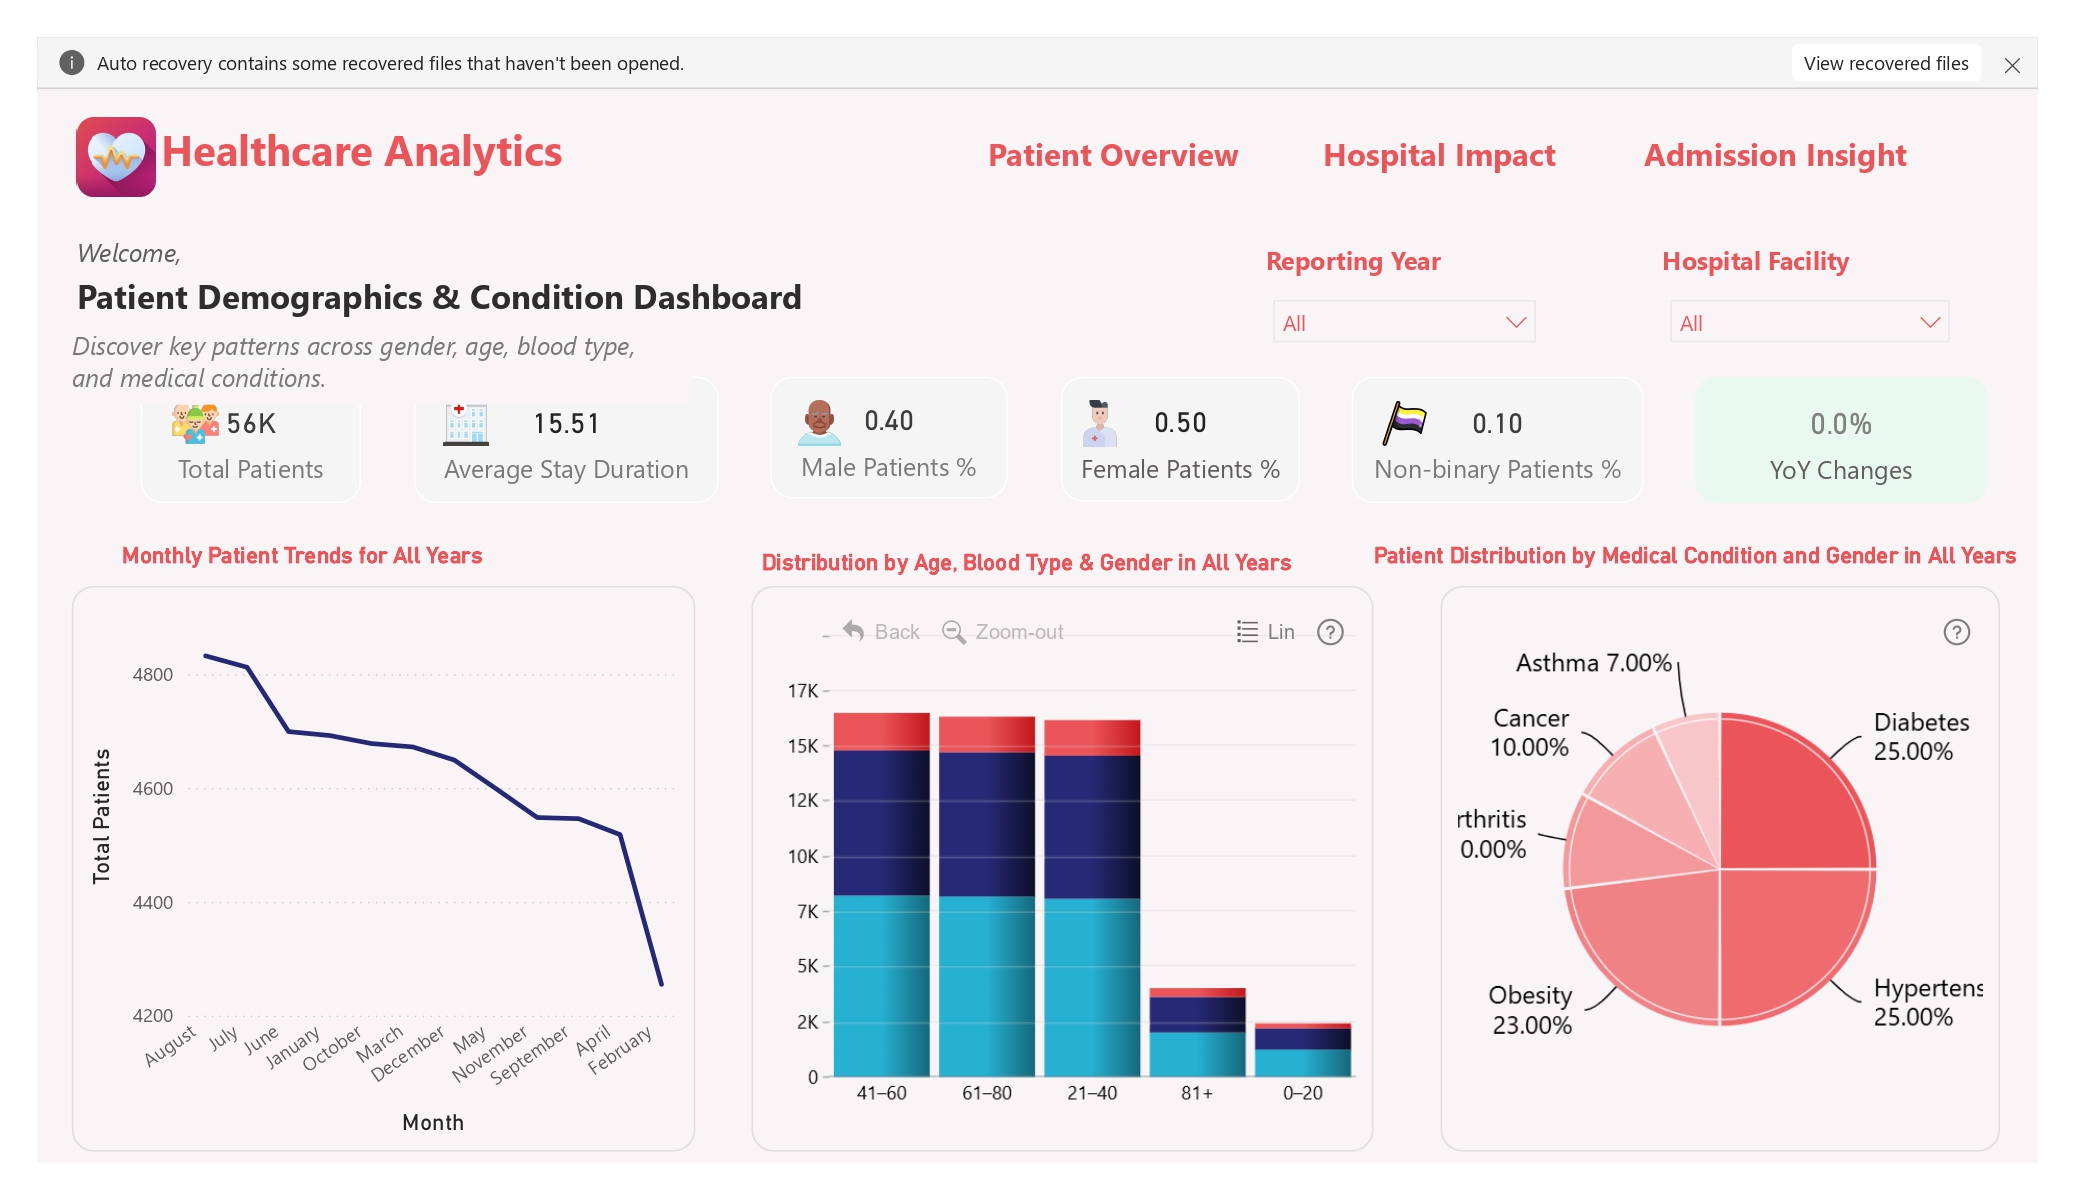 Auto recovery contains some recovered files that haven't been opened.
View recovered files
Healthcare Analytics
Patient Overview
Hospital Impact
Admission Insight
Welcome,
Patient Demographics & Condition Dashboard
Discover key patterns across gender, age, blood type,
and medical conditions.
Reporting Year
All
Hospital Facility
All
56K
Total Patients
15.51
Average Stay Duration
0.40
Male Patients %
0.50
Female Patients %
0.10
Non-binary Patients %
0.0%
YoY Changes
Monthly Patient Trends for All Years
Total Patients
4800
4600
4400
4200
August
July
June
January
October
March
December
May
November
September
April
February
Month
Distribution by Age, Blood Type & Gender in All Years
Back
Zoom-out
Lin
17K
15K
12K
10K
7K
5K
2K
0
41–60
61–80
21–40
81+
0–20
Patient Distribution by Medical Condition and Gender in All Years
Asthma 7.00%
Cancer
10.00%
rthritis
0.00%
Obesity
23.00%
Diabetes
25.00%
Hypertens
25.00%